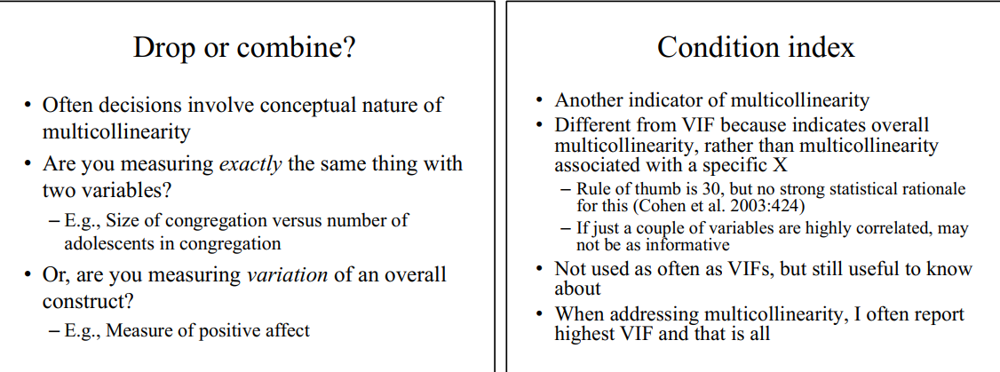 Drop or combine?
• Often decisions involve conceptual nature of
multicollinearity
• Are you measuring exactly the same thing with
two variables?
– E.g., Size of congregation versus number of
adolescents in congregation
• Or, are you measuring variation of an overall
construct?
– E.g., Measure of positive affect
Condition index
• Another indicator of multicollinearity
• Different from VIF because indicates overall
multicollinearity, rather than multicollinearity
associated with a specific X
– Rule of thumb is 30, but no strong statistical rationale
for this (Cohen et al. 2003:424)
– If just a couple of variables are highly correlated, may
not be as informative
• Not used as often as VIFs, but still useful to know
about
• When addressing multicollinearity, I often report
highest VIF and that is all